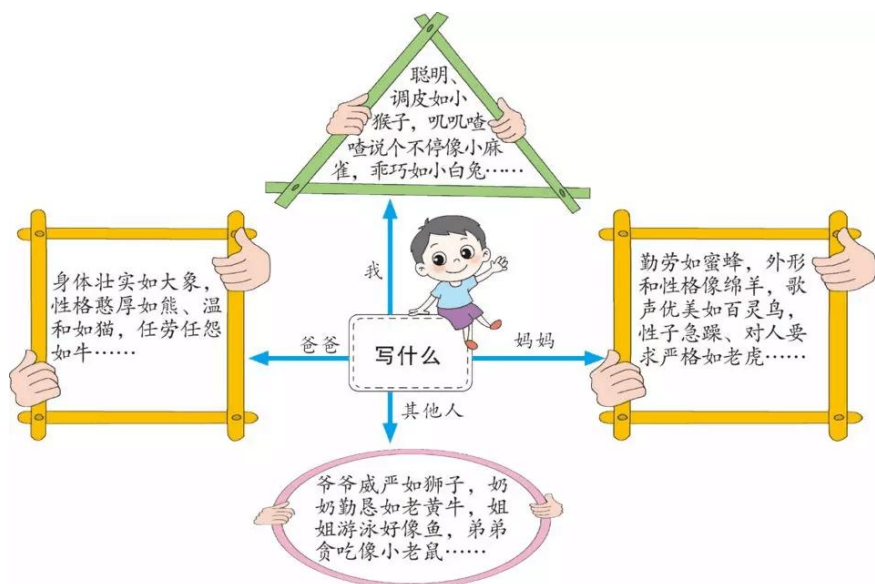 聪明、
调皮如小
猴子，叽叽喳
喳说个不停像小麻
雀，乖巧如小白兔……
我
身体壮实如大象，
性格憨厚如熊、温
和如猫，任劳任怨
如牛……
爸爸
写什么
妈妈
勤劳如蜜蜂，外形
和性格像绵羊，歌
声优美如百灵鸟，
性子急躁、对人要
求严格如老虎……
其他人
爷爷威严如狮子，奶
奶勤恳如老黄牛，姐
姐游泳好像鱼，弟弟
贪吃像小老鼠……